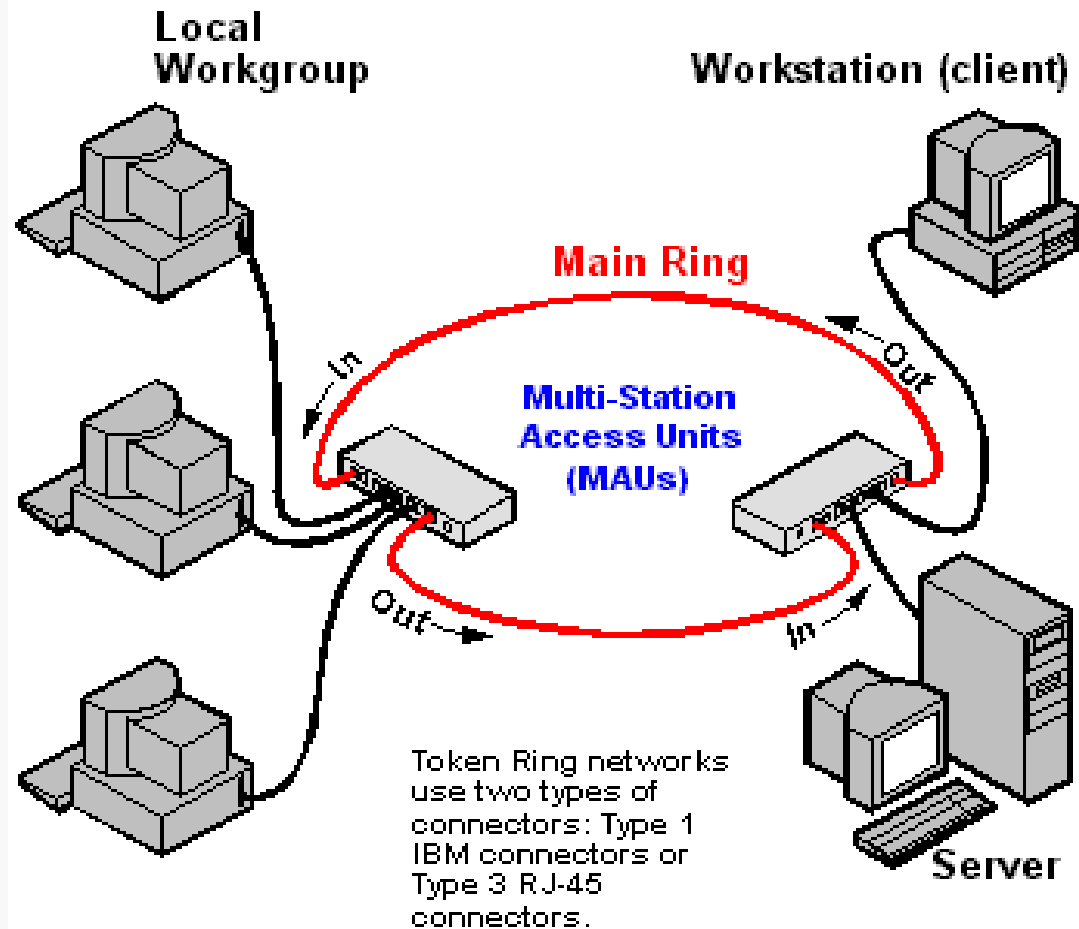 Local
Workgroup
Workstation (client)
Main Ring
In
Out
Multi-Station
Access Units
(MAUs)
Out
In
Token Ring networks
use two types of
connectors: Type 1
IBM connectors or
Type 3 RJ-45
connectors.
Server